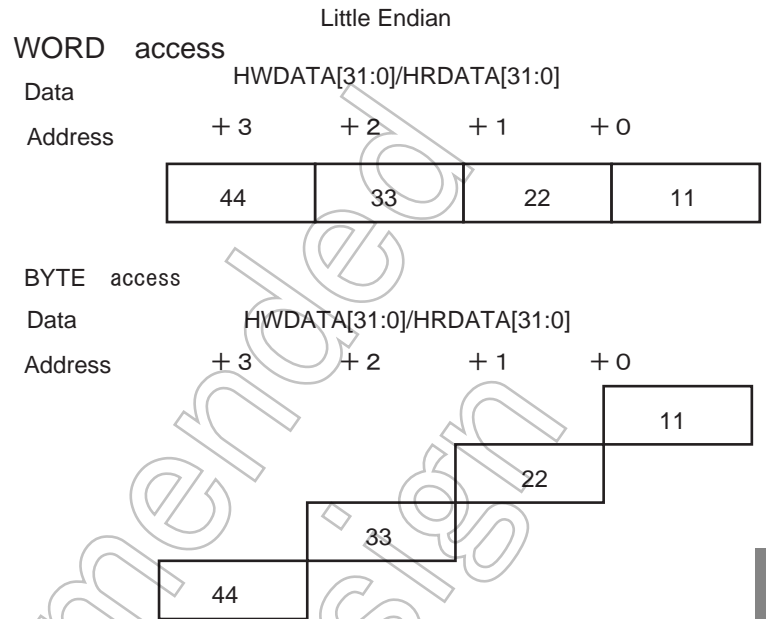 Little Endian
WORD access
Data HWDATA[31:0]/HRDATA[31:0]
Address +3 +2 +1 +0
44 33 22 11
BYTE access
Data HWDATA[31:0]/HRDATA[31:0]
Address +3 +2 +1 +0
11
22
33
44